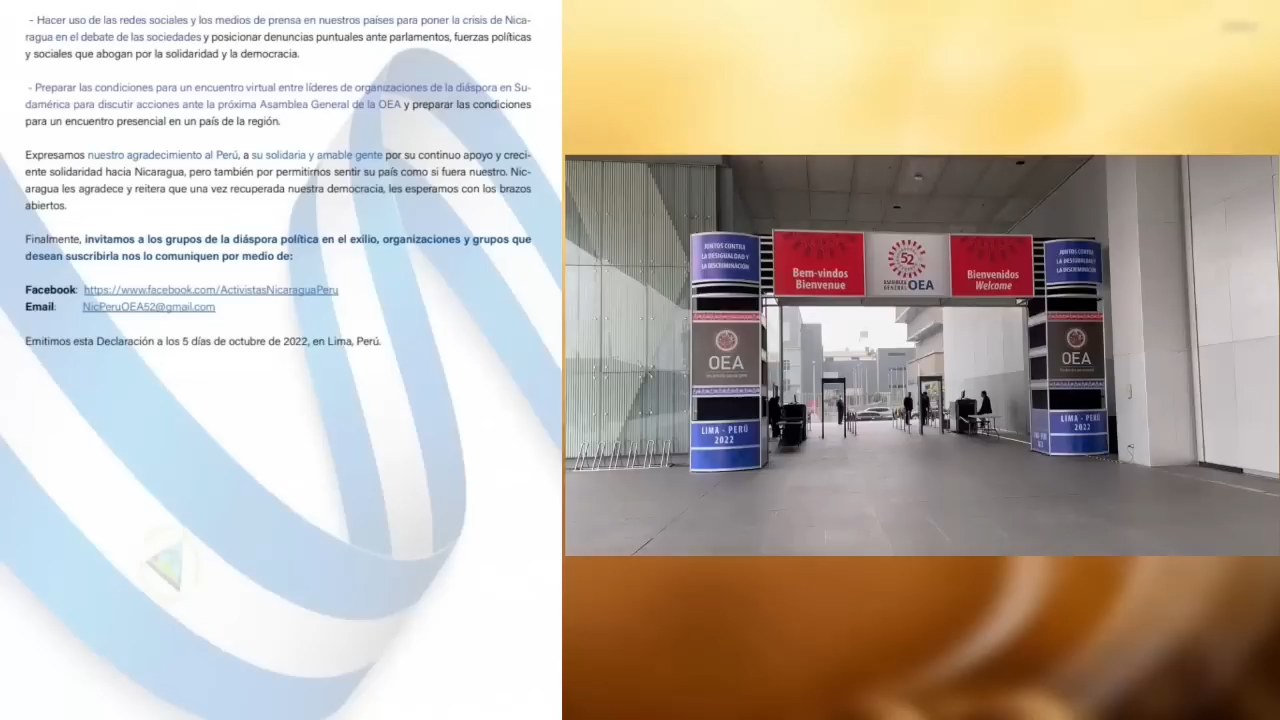 - Hacer uso de las redes sociales y los medios de prensa en nuestros países para poner la crisis de Nica-
ragua en el debate de las sociedades y posicionar denuncias puntuales ante parlamentos, fuerzas políticas
y sociales que abogan por la solidaridad y la democracia.
- Preparar las condiciones para un encuentro virtual entre líderes de organizaciones de la diáspora en Su-
damérica para discutir acciones ante la próxima Asamblea General de la OEA y preparar las condiciones
para un encuentro presencial en un país de la región.
Expresamos nuestro agradecimiento al Perú, a su solidaria y amable gente por su continuo apoyo y creci-
ente solidaridad hacia Nicaragua, pero también por permitirnos sentir su país como si fuera nuestro. Nic-
aragua les agradece y reitera que una vez recuperada nuestra democracia, les esperamos con los brazos
abiertos.
Finalmente, invitamos a los grupos de la diáspora política en el exilio, organizaciones y grupos que
desean suscribirla nos lo comuniquen por medio de:
Facebook: https://www.facebook.com/ActivistasNicaraguaPeru
Email: NicPeruOEA52@gmail.com
Emitimos esta Declaración a los 5 días de octubre de 2022, en Lima, Perú.
JUNTOS CONTRA
LA DESIGUALDAD Y
LA DISCRIMINACIÓN
Bem-vindos
Bienvenue
52
ASAMBLEA
GENERAL OEA
Bienvenidos
Welcome
JUNTOS CONTRA
LA DESIGUALDAD Y
LA DISCRIMINACIÓN
OEA
LIMA - PERÚ
2022
OEA
LIMA - PERÚ
2022